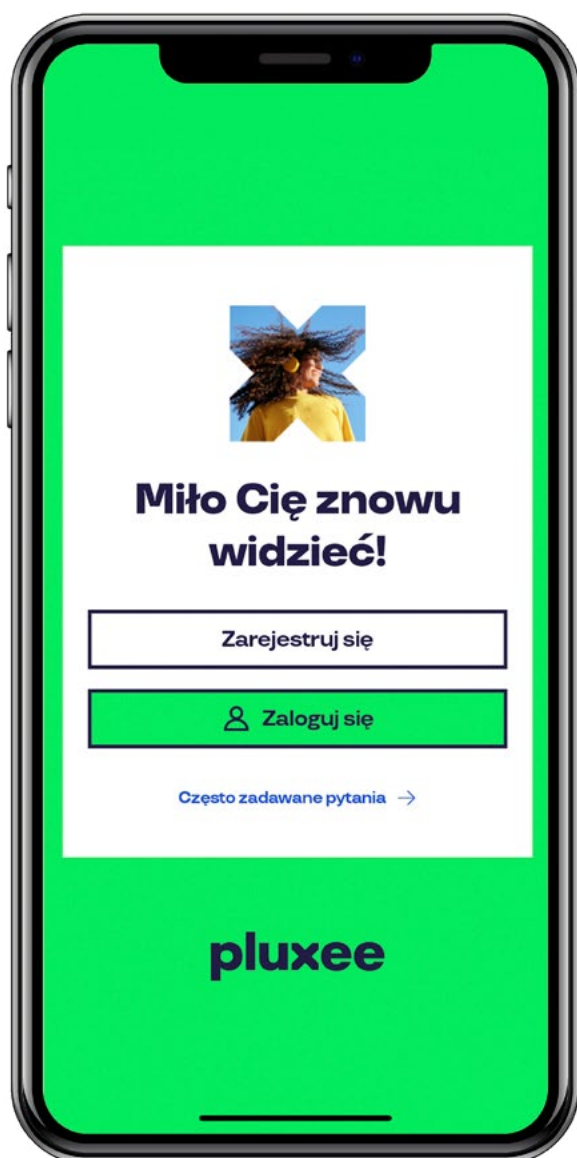 Miło Cię znowu
widzieć!
Zarejestruj się
Zaloguj się
Często zadawane pytania
pluxee